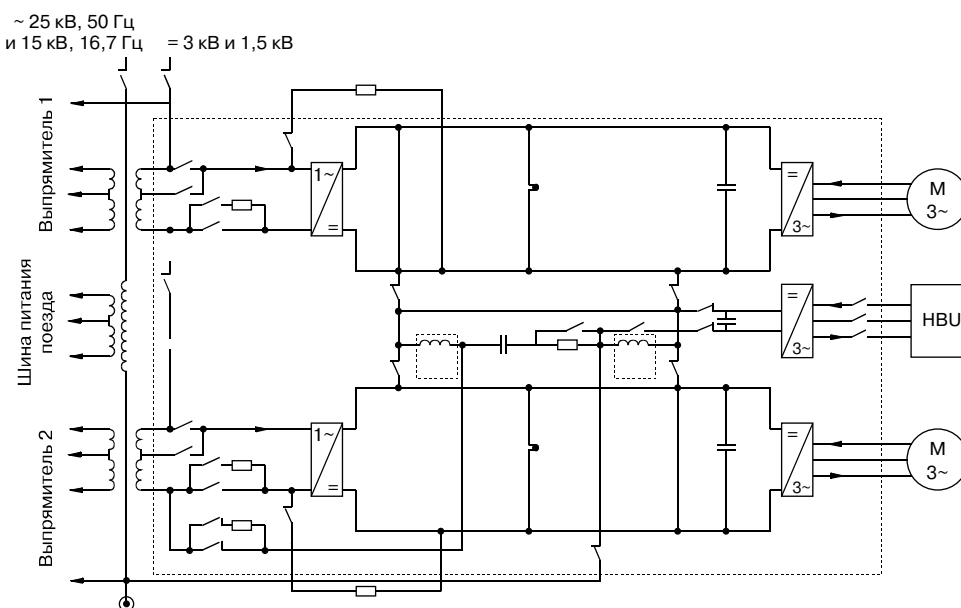 ~ 25 кВ, 50 Гц
и 15 кВ, 16,7 Гц
= 3 кВ и 1,5 кВ
Выпрямитель 1
1~
=
=
3~
М
3~
Шина питания
поезда
=
3~
HBU
Выпрямитель 2
1~
=
=
3~
М
3~